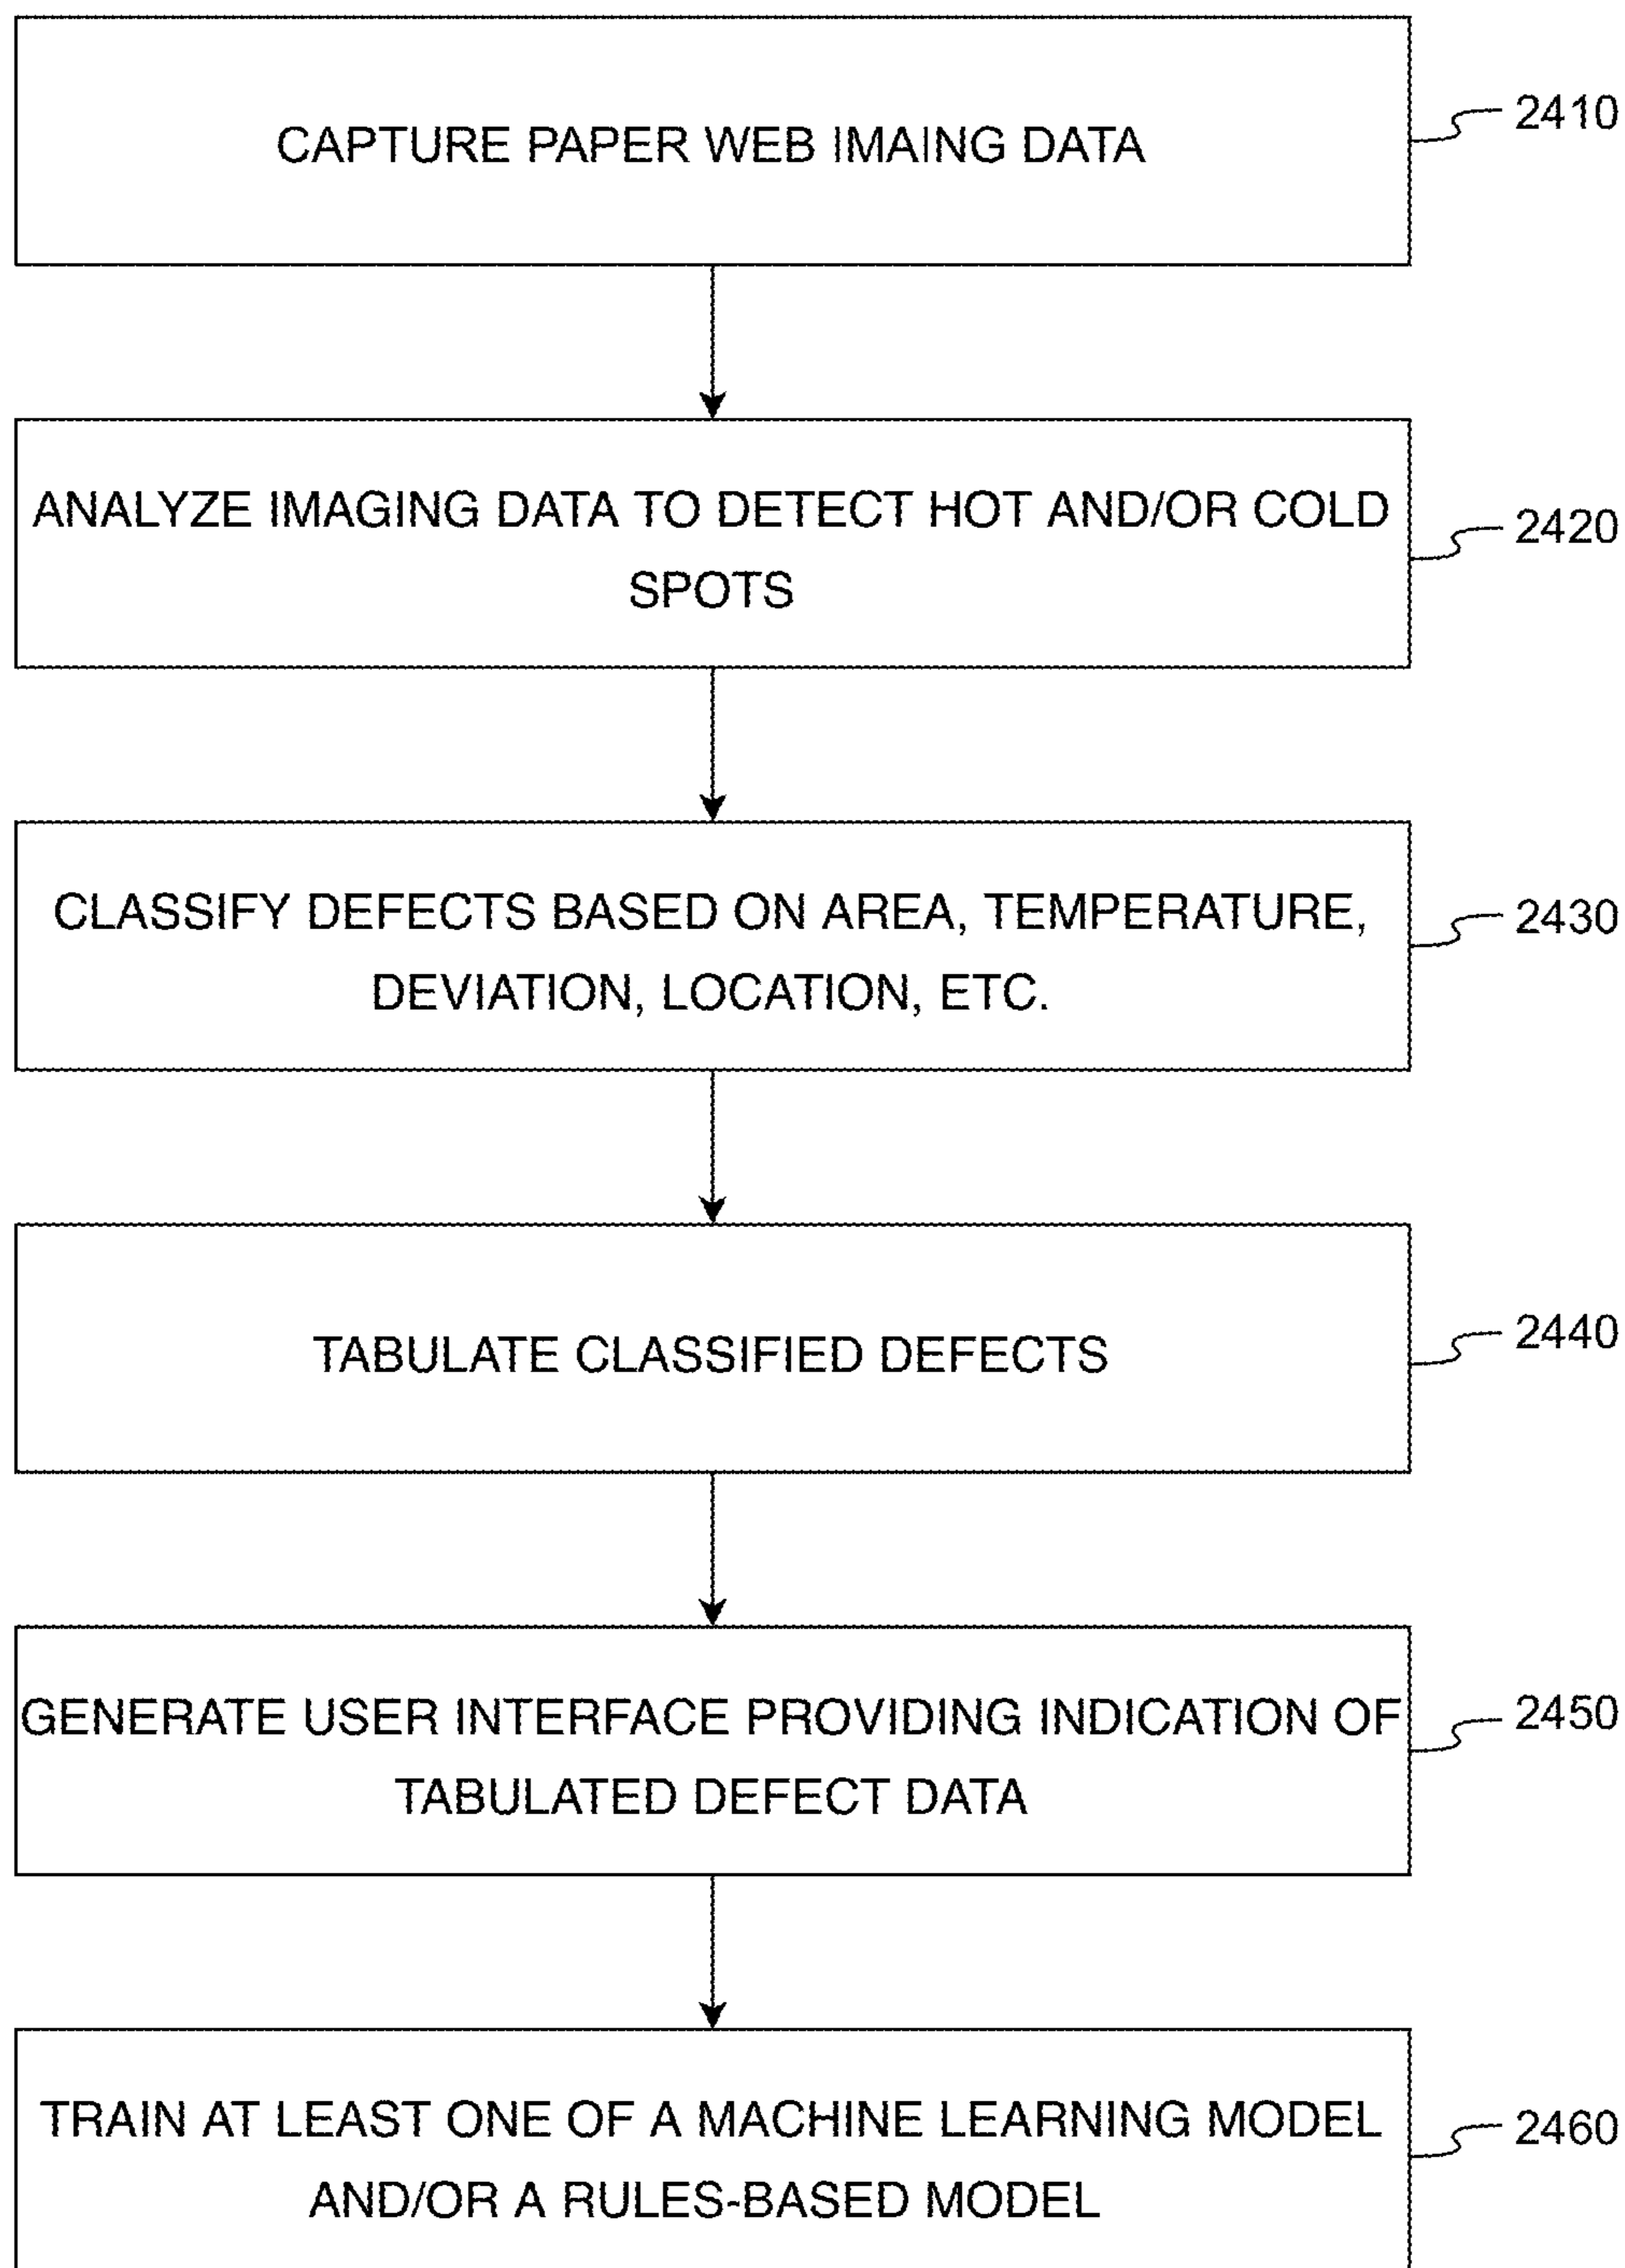 CAPTURE PAPER WEB IMAING DATA
2410
ANALYZE IMAGING DATA TO DETECT HOT AND/OR COLD
SPOTS
2420
CLASSIFY DEFECTS BASED ON AREA, TEMPERATURE,
DEVIATION, LOCATION, ETC.
2430
TABULATE CLASSIFIED DEFECTS
2440
GENERATE USER INTERFACE PROVIDING INDICATION OF
TABULATED DEFECT DATA
2450
TRAIN AT LEAST ONE OF A MACHINE LEARNING MODEL
AND/OR A RULES-BASED MODEL
2460